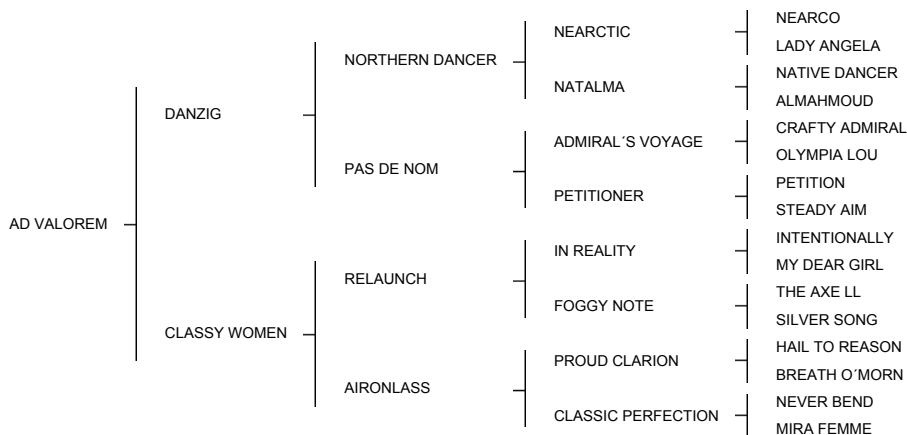 NEARCO
NEARCTIC
LADY ANGELA
NORTHERN DANCER
NATIVE DANCER
NATALMA
ALMAHMOUD
DANZIG
CRAFTY ADMIRAL
ADMIRAL´S VOYAGE
OLYMPIA LOU
PAS DE NOM
PETITION
PETITIONER
STEADY AIM
AD VALOREM
INTENTIONALLY
IN REALITY
MY DEAR GIRL
RELAUNCH
THE AXE LL
FOGGY NOTE
SILVER SONG
CLASSY WOMEN
HAIL TO REASON
PROUD CLARION
BREATH O´MORN
AIRONLASS
NEVER BEND
CLASSIC PERFECTION
MIRA FEMME